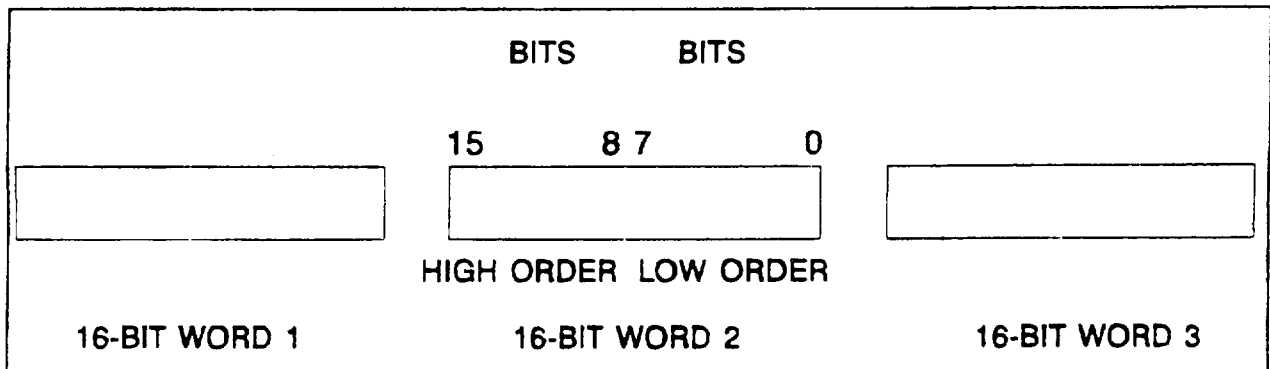 BITS BITS
15 8 7 0
HIGH ORDER LOW ORDER
16-BIT WORD 1 16-BIT WORD 2 16-BIT WORD 3